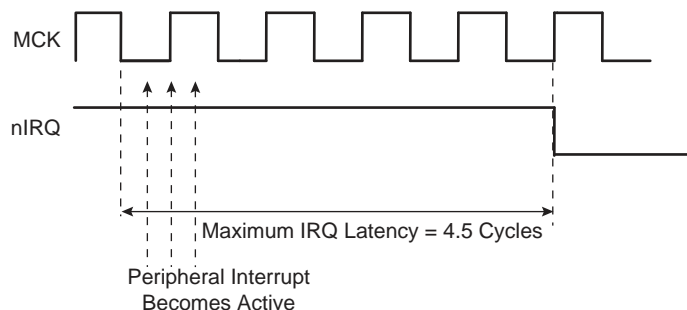 MCK
nIRQ
Maximum IRQ Latency = 4.5 Cycles
Peripheral Interrupt
Becomes Active